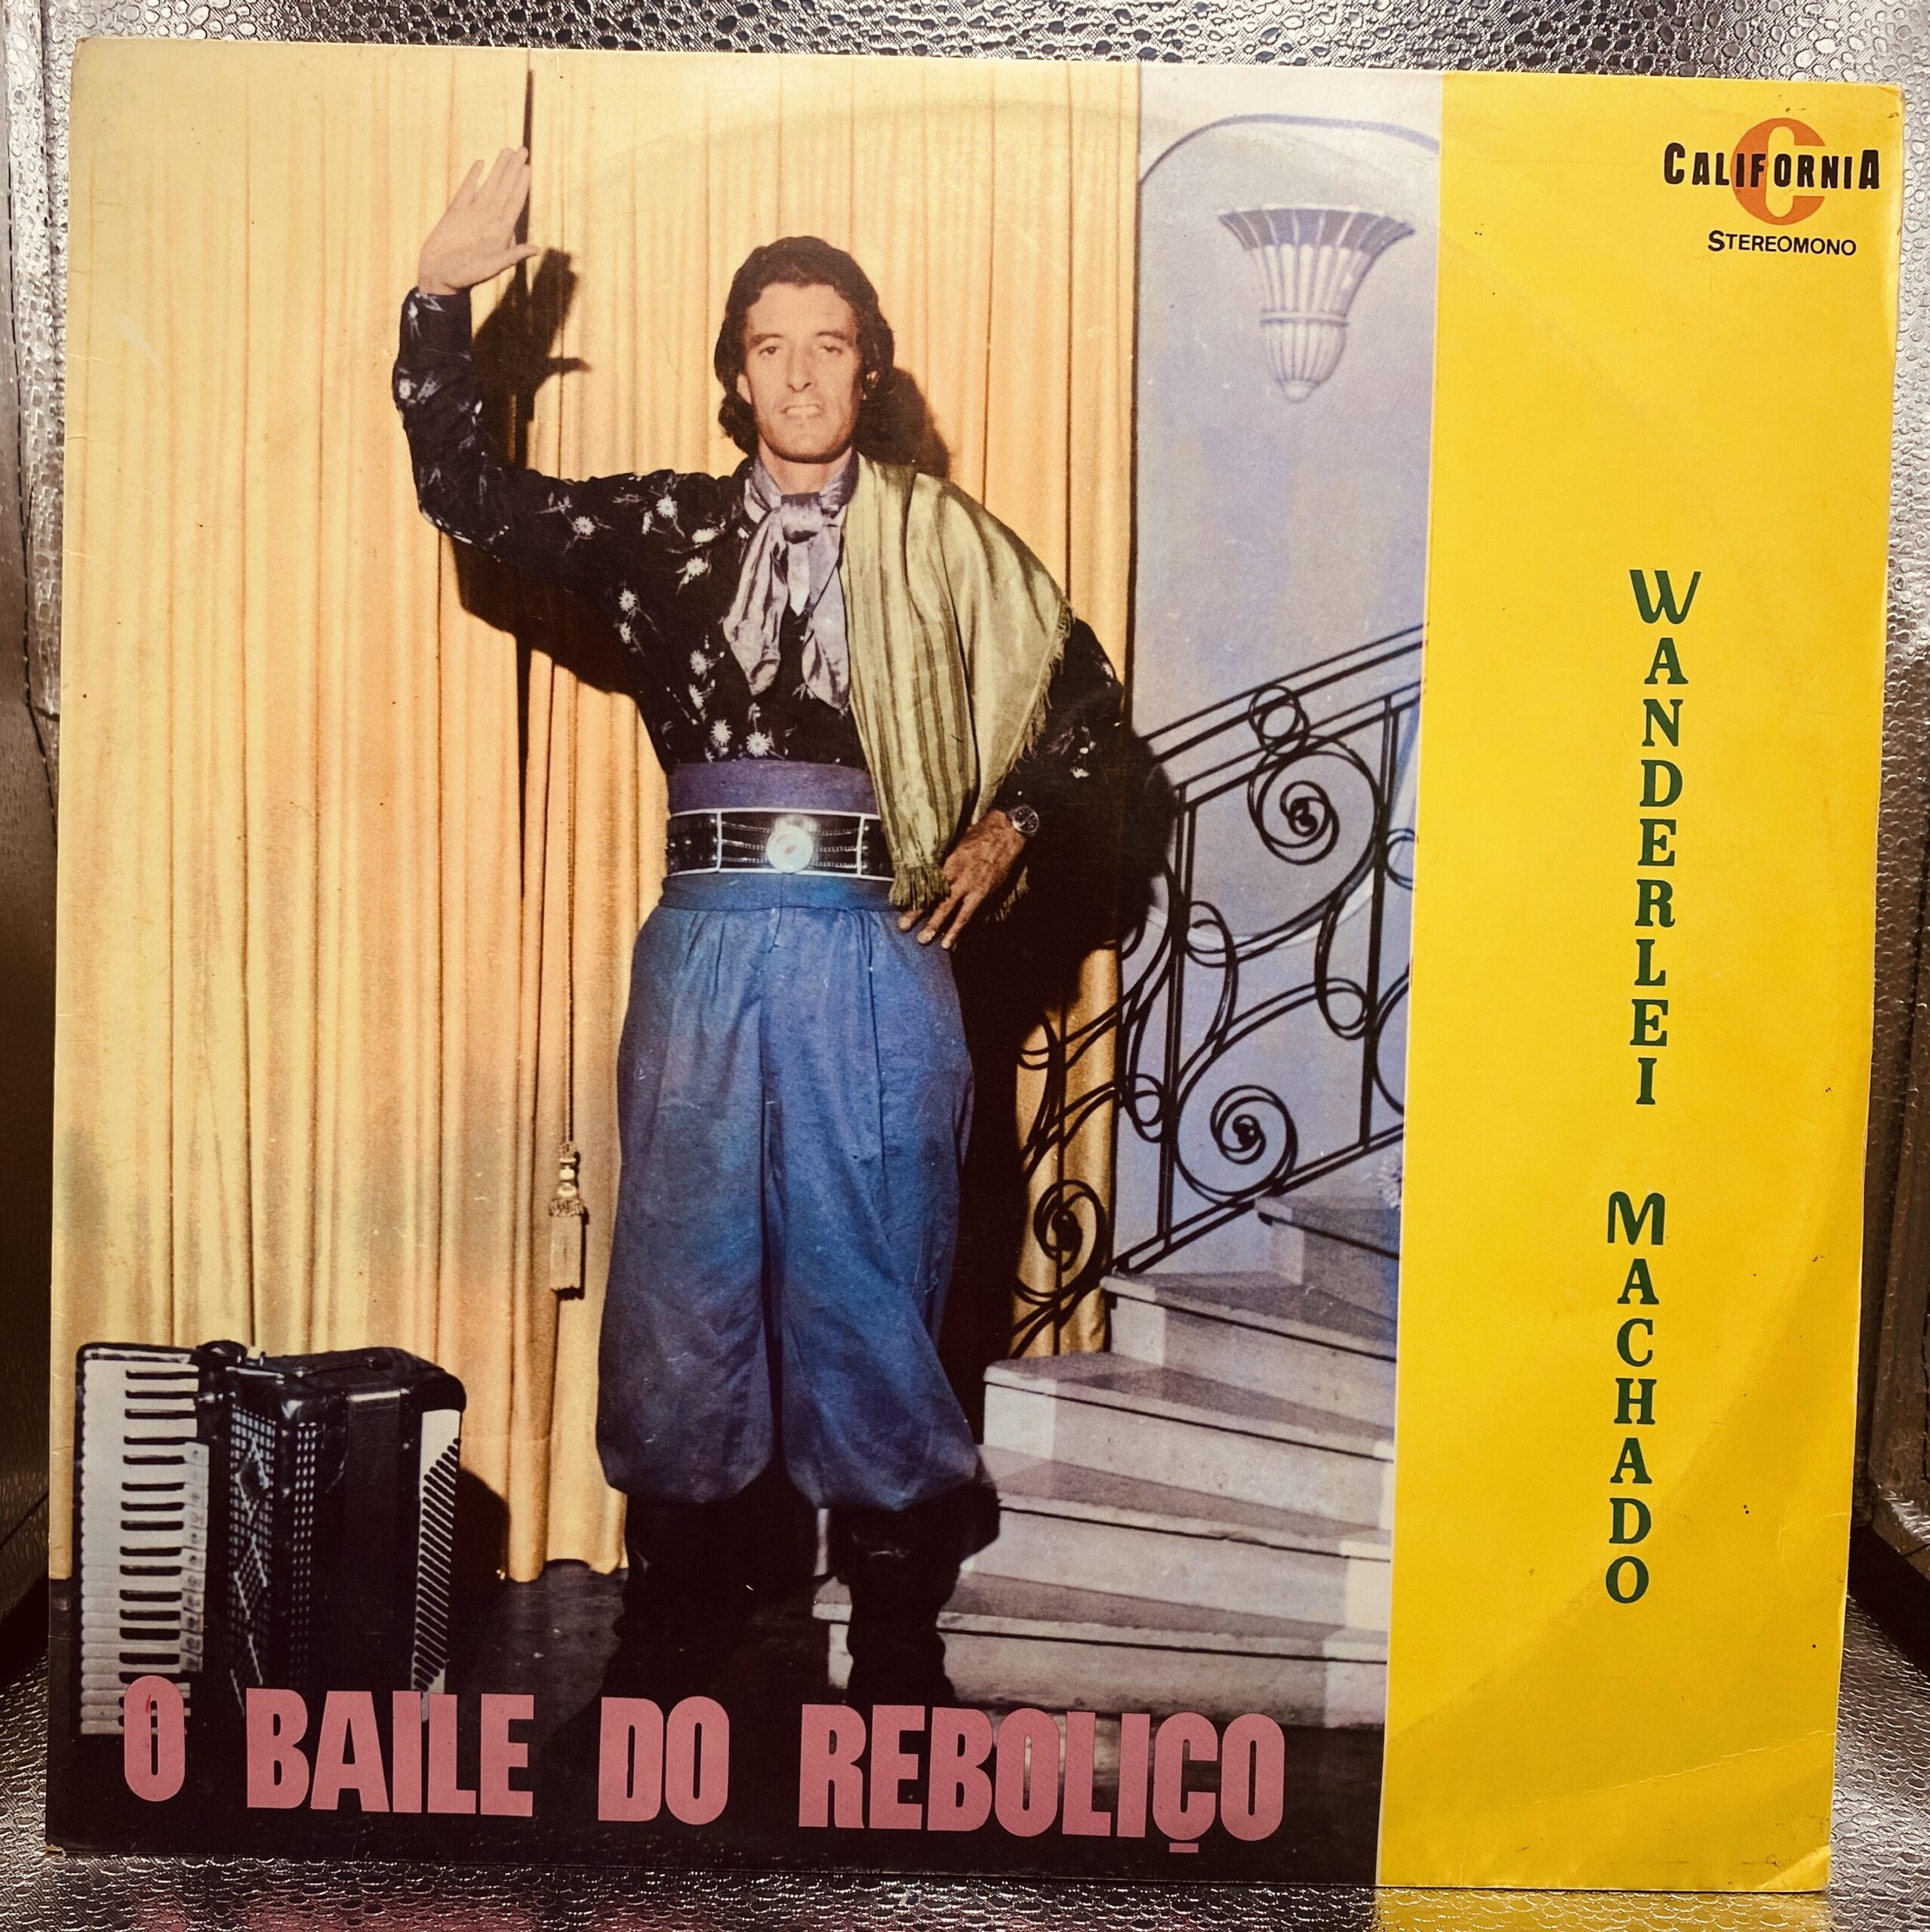 CALIFORNIA
STEREOMONO
WANDERLEI MACHADO
O BAILE DO REBOLIÇO